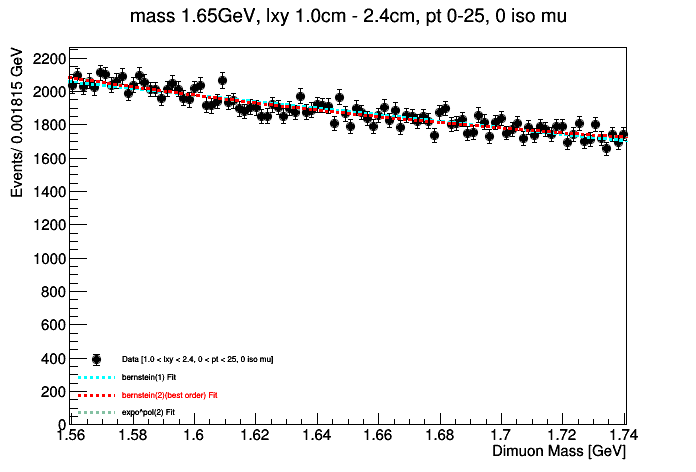 mass 1.65GeV, lxy 1.0cm - 2.4cm, pt 0-25, 0 iso mu
Events/ 0.001815 GeV
2200
2000
1800
1600
1400
1200
1000
800
600
400
200
0
Data [1.0 < lxy < 2.4, 0 < pt < 25, 0 iso mu]
bernstein(1) Fit
bernstein(2)(best order) Fit
expo^pol(2) Fit
1.56 1.58 1.6 1.62 1.64 1.66 1.68 1.7 1.72 1.74
Dimuon Mass [GeV]